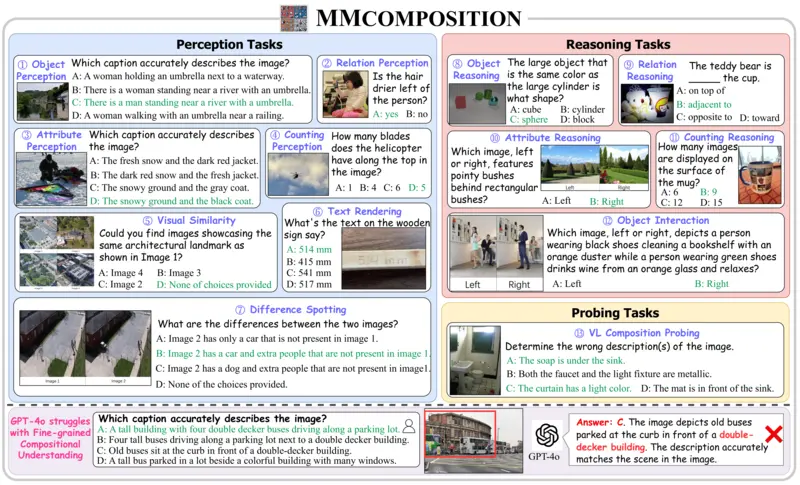 MMCOMPOSITION
Perception Tasks
① Object
Perception
Which caption accurately describes the image?
A: A woman holding an umbrella next to a waterway.
B: There is a woman standing near a river with an umbrella.
C: There is a man standing near a river with an umbrella.
D: A woman walking with an umbrella near a railing.
② Relation Perception
Is the hair
drier left of
the person?
A: yes B: no
③ Attribute
Perception
Which caption accurately describes
the image?
A: The fresh snow and the dark red jacket.
B: The dark red snow and the fresh jacket.
C: The snowy ground and the gray coat.
D: The snowy ground and the black coat.
④ Counting
Perception
How many blades
does the helicopter
have along the top in
the image?
A: 1 B: 4 C: 6 D: 5
⑤ Visual Similarity
Could you find images showcasing the
same architectural landmark as
shown in Image 1?
A: Image 4 B: Image 3
C: Image 2 D: None of choices provided
⑥ Text Rendering
What's the text on the wooden
sign say?
A: 514 mm
B: 415 mm
C: 541 mm
D: 517 mm
514 mm
⑦ Difference Spotting
What are the differences between the two images?
A: Image 2 has only a car that is not present in image 1.
B: Image 2 has a car and extra people that are not present in image 1.
C: Image 2 has a dog and extra people that are not present in image1.
D: None of the choices provided.
Image 1 Image 2
Reasoning Tasks
⑧ Object
Reasoning
The large object that
is the same color as
the large cylinder is
what shape?
A: cube B: cylinder
C: sphere D: block
⑨ Relation
Reasoning
The teddy bear is
_____ the cup.
A: on top of
B: adjacent to
C: opposite to D: toward
⑩ Attribute Reasoning
Which image, left
or right, features
pointy bushes
behind rectangular
bushes?
Left Right
A: Left B: Right
⑪ Counting Reasoning
How many images
are displayed on
the surface of
the mug?
A: 6 B: 9
C: 12 D: 15
⑫ Object Interaction
Which image, left or right, depicts a person
wearing black shoes cleaning a bookshelf with an
orange duster while a person wearing green shoes
drinks wine from an orange glass and relaxes?
A: Left B: Right
Left Right
Probing Tasks
⑬ VL Composition Probing
Determine the wrong description(s) of the image.
A: The soap is under the sink.
B: Both the faucet and the light fixture are metallic.
C: The curtain has a light color. D: The mat is in front of the sink.
GPT-4o struggles
with Fine-grained
Compositional
Understanding
Which caption accurately describes the image?
A: A tall building with four double decker buses driving along a parking lot.
B: Four tall buses driving along a parking lot next to a double decker building.
C: Old buses sit at the curb in front of a double-decker building.
D: A tall bus parked in a lot beside a colorful building with many windows.
GPT-4o
Answer: C. The image depicts old buses
parked at the curb in front of a double-
decker building. The description accurately
matches the scene in the image.